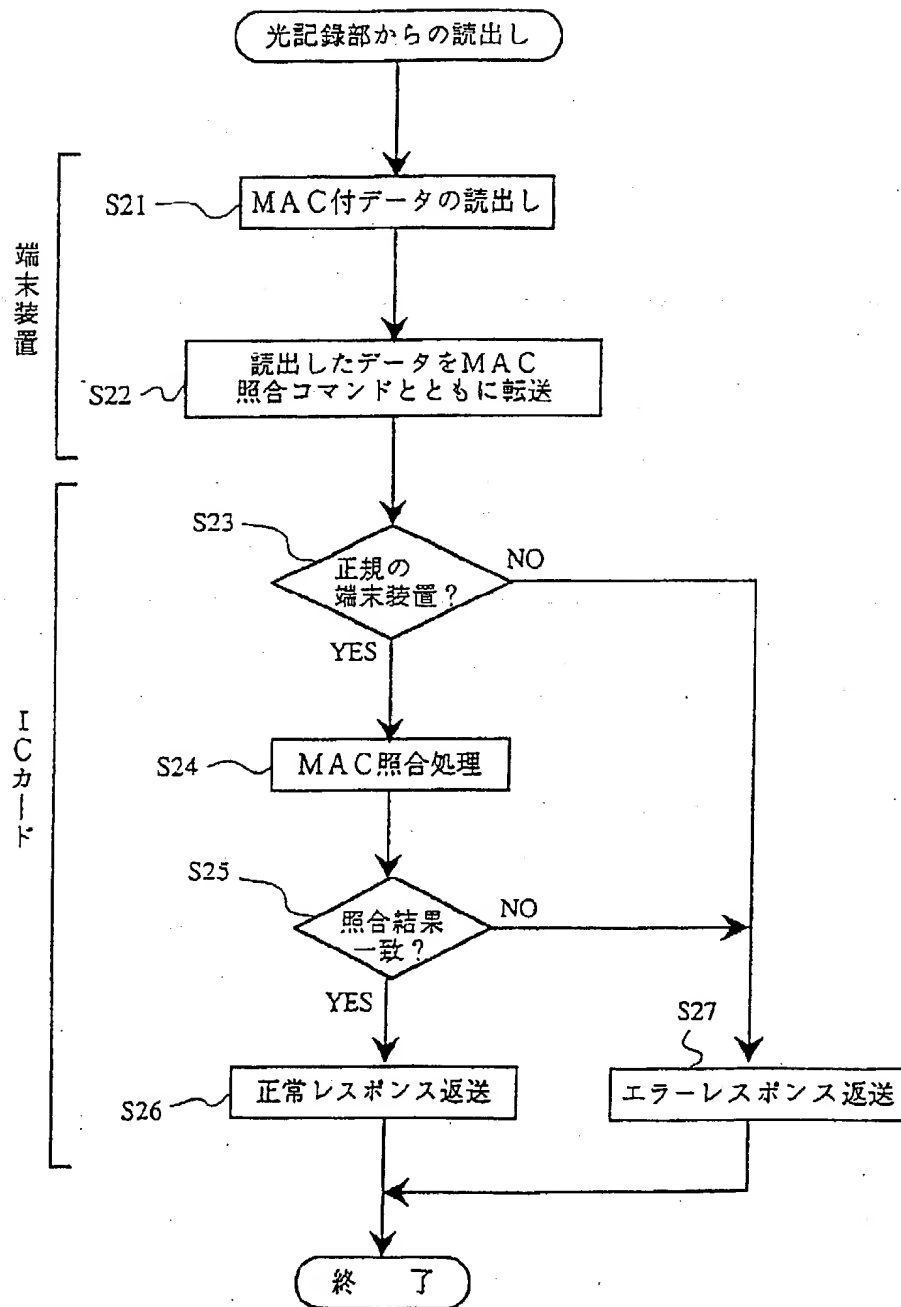 光記録部からの読出し
端末装置
S21
MAC付データの読出し
S22
読出したデータをMAC
照合コマンドとともに転送
ICカード
S23
正規の
端末装置?
NO
YES
S24
MAC照合処理
S25
照合結果
一致?
NO
YES
S26
正常レスポンス返送
S27
エラーレスポンス返送
終 了